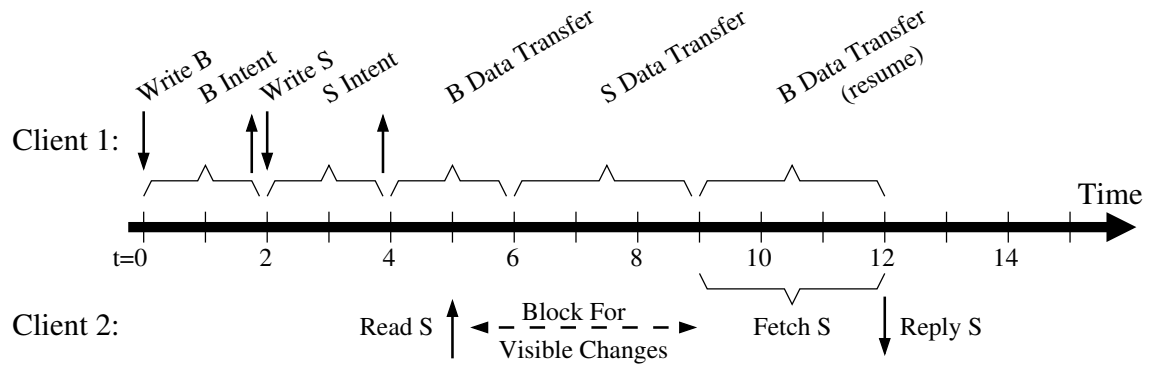 Write B
B Intent
Write S
S Intent
B Data Transfer
S Data Transfer
B Data Transfer
(resume)
Client 1:
Time
t=0 2 4 6 8 10 12 14
Client 2:
Read S
Block For
Visible Changes
Fetch S
Reply S